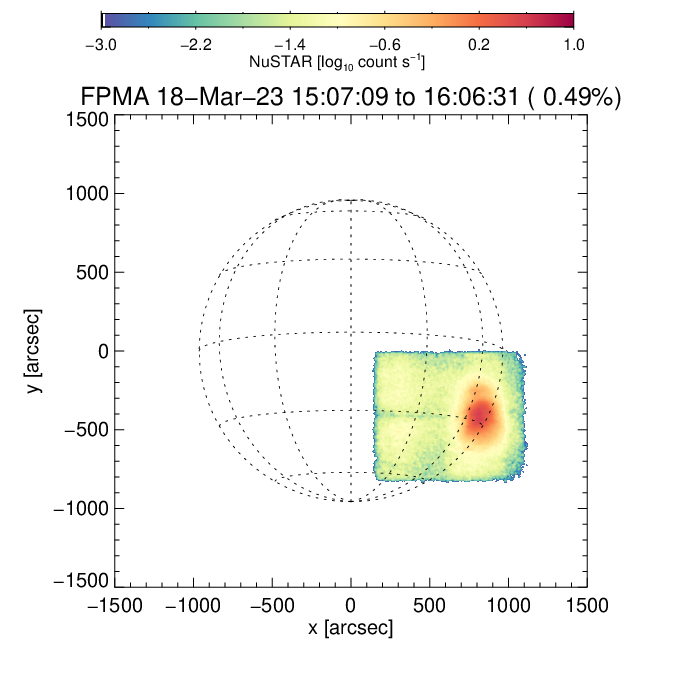 −3.0 −2.2 −1.4 −0.6 0.2 1.0
NuSTAR [log₁₀ count s⁻¹]
FPMA 18−Mar−23 15:07:09 to 16:06:31 ( 0.49%)
1500
1000
500
0
−500
−1000
−1500
y [arcsec]
−1500 −1000 −500 0 500 1000 1500
x [arcsec]